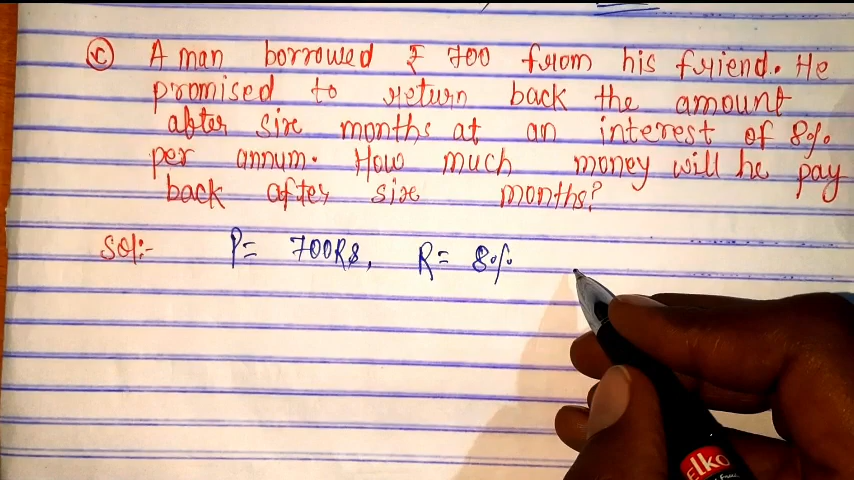 (c) A man borrowed ₹ 700 from his friend. He
promised to return back the amount
after six months at an interest of 8%
per annum. How much money will he pay
back after six months?
Sol:- P= 700RS, R= 8%
Elko